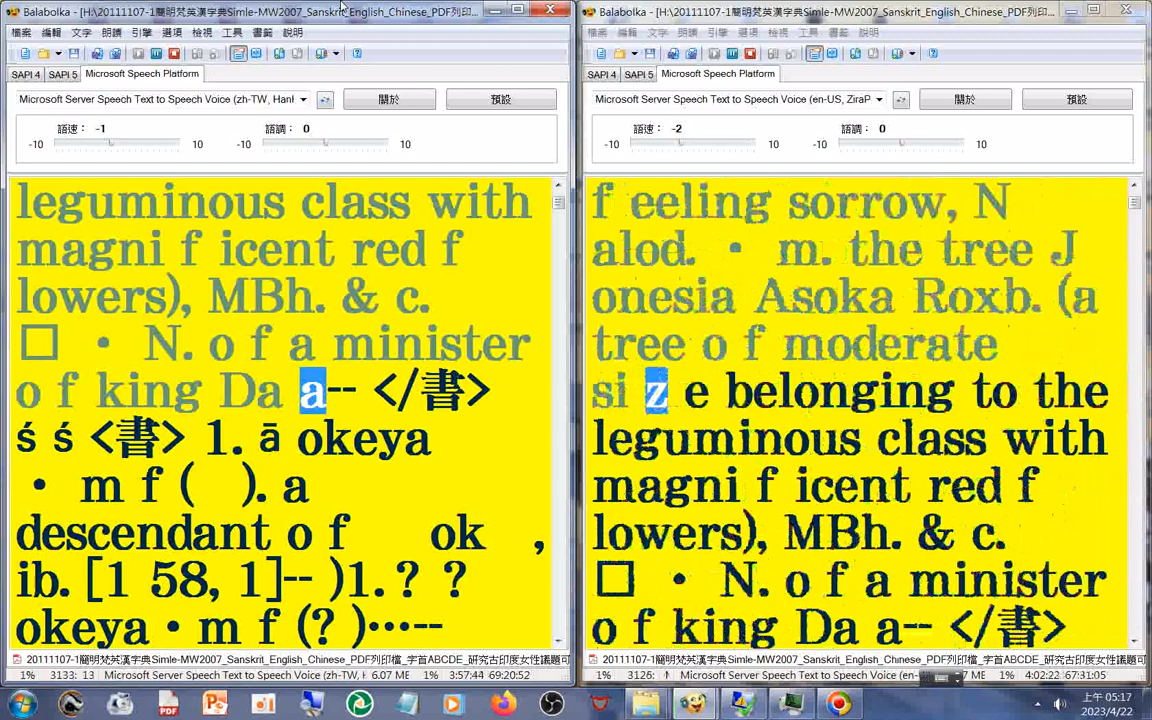 Balabolka - [H:\20111107-1簡明梵英漢字典Simle-MW2007_Sanskrit_English_Chinese_PDF列印...
檔案 編輯 文字 朗讀 引擎 選項 檢視 工具 書籤 說明
SAPI 4 SAPI 5 Microsoft Speech Platform
Microsoft Server Speech Text to Speech Voice (zh-TW, Hanl 關於 預設
語速： -1 語調： 0
-10 10 -10 10
leguminous class with
magni f icent red f
lowers), MBh. & c.
□ • N. o f a minister
o f king Da a-- </書>
ś ś <書> 1. ā okeya
• m f ( ). a
descendant o f ok ,
ib. [1 58, 1]-- )1. ? ?
okeya • m f (? )…--
20111107-1簡明梵英漢字典Simle-MW2007_Sanskrit_English_Chinese_PDF列印檔_字首ABCDE_研究古印度女性議題可
1% 3133: 13 Microsoft Server Speech Text to Speech Voice (zh-TW, H 6.07 MB 1% 3:57:44 69:20:52
Balabolka - [H:\20111107-1簡明梵英漢字典Simle-MW2007_Sanskrit_English_Chinese_PDF列印...
檔案 編輯 文字 朗讀 引擎 選項 檢視 工具 書籤 說明
SAPI 4 SAPI 5 Microsoft Speech Platform
Microsoft Server Speech Text to Speech Voice (en-US, ZiraP 關於 預設
語速： -2 語調： 0
-10 10 -10 10
f eeling sorrow, N
alod. • m. the tree J
onesia Asoka Roxb. (a
tree o f moderate
si z e belonging to the
leguminous class with
magni f icent red f
lowers), MBh. & c.
□ • N. o f a minister
o f king Da a-- </書>
20111107-1簡明梵英漢字典Simle-MW2007_Sanskrit_English_Chinese_PDF列印檔_字首ABCDE_研究古印度女性議題可
1% 3126: Microsoft Server Speech Text to Speech Voice (en- 1% 4:02:22 67:31:05
上午 05:17
2023/4/22